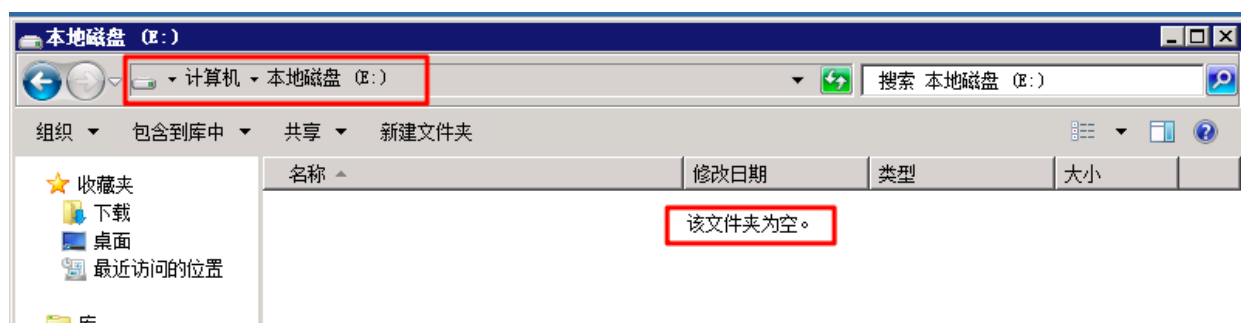 本地磁盘 (E:)
计算机 本地磁盘 (E:)
搜索 本地磁盘 (E:)
组织 包含到库中 共享 新建文件夹
名称 修改日期 类型 大小
收藏夹
该文件夹为空。
下载
桌面
最近访问的位置
库